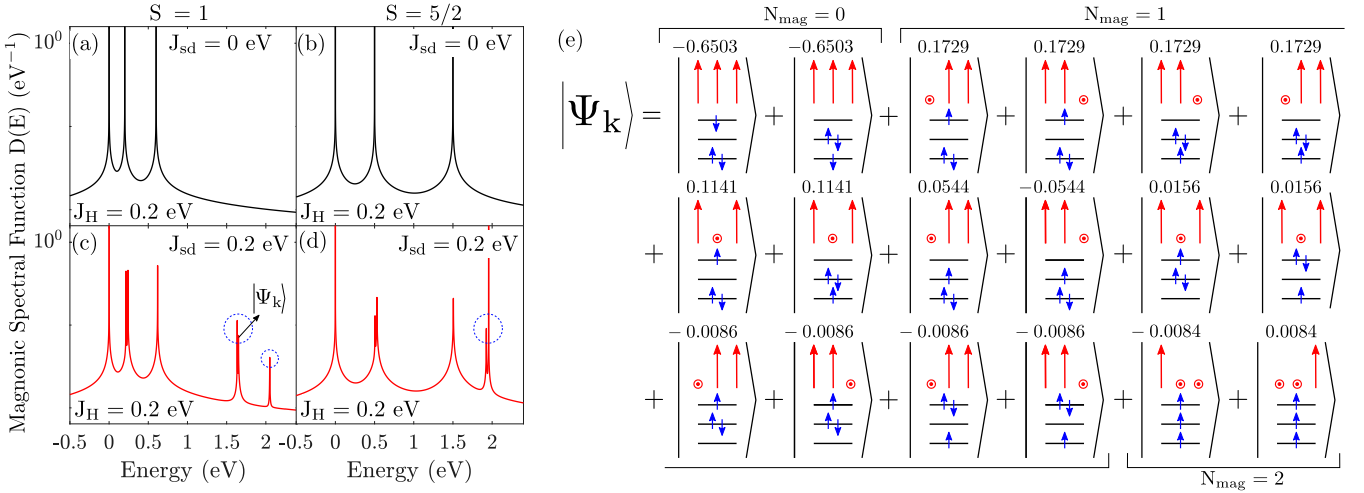 S = 1
S = 5/2
Magnonic Spectral Function D(E) (eV⁻¹)
10⁰
(a)
J_sd = 0 eV
J_H = 0.2 eV
(b)
J_sd = 0 eV
J_H = 0.2 eV
10⁰
(c)
J_sd = 0.2 eV
|Ψ_k⟩
J_H = 0.2 eV
(d)
J_sd = 0.2 eV
J_H = 0.2 eV
-0.5 0 0.5 1 1.5 2 -0.5 0 0.5 1 1.5 2
Energy (eV)
Energy (eV)
(e)
N_mag = 0
N_mag = 1
−0.6503 −0.6503 0.1729 0.1729 0.1729 0.1729
|Ψ_k⟩ = + + + + +
0.1141 0.1141 0.0544 −0.0544 0.0156 0.0156
+ + + + + +
−0.0086 −0.0086 −0.0086 −0.0086 −0.0084 0.0084
+ + + + + +
N_mag = 2